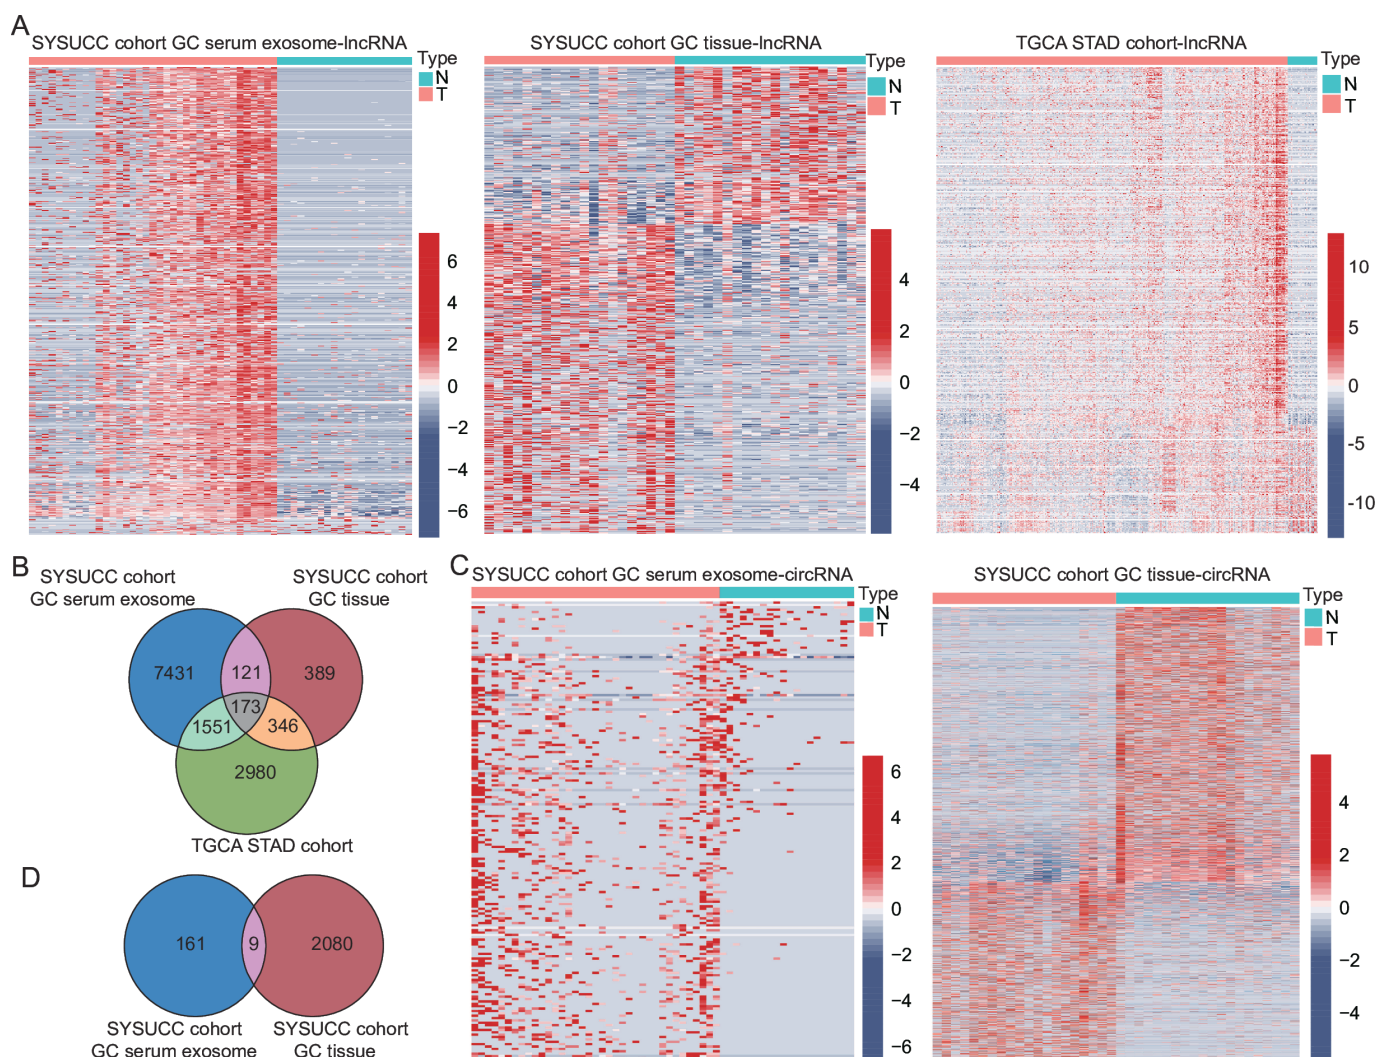 A
SYSUCC cohort GC serum exosome-lncRNA
Type
N
T
6
4
2
0
−2
−4
−6
SYSUCC cohort GC tissue-lncRNA
Type
N
T
4
2
0
−2
−4
TGCA STAD cohort-lncRNA
Type
N
T
10
5
0
-5
-10
B
SYSUCC cohort
GC serum exosome
SYSUCC cohort
GC tissue
7431
121
389
173
1551
346
2980
TGCA STAD cohort
C
SYSUCC cohort GC serum exosome-circRNA
Type
N
T
6
4
2
0
−2
−4
−6
SYSUCC cohort GC tissue-circRNA
Type
N
T
4
2
0
−2
−4
D
161
9
2080
SYSUCC cohort
GC serum exosome
SYSUCC cohort
GC tissue